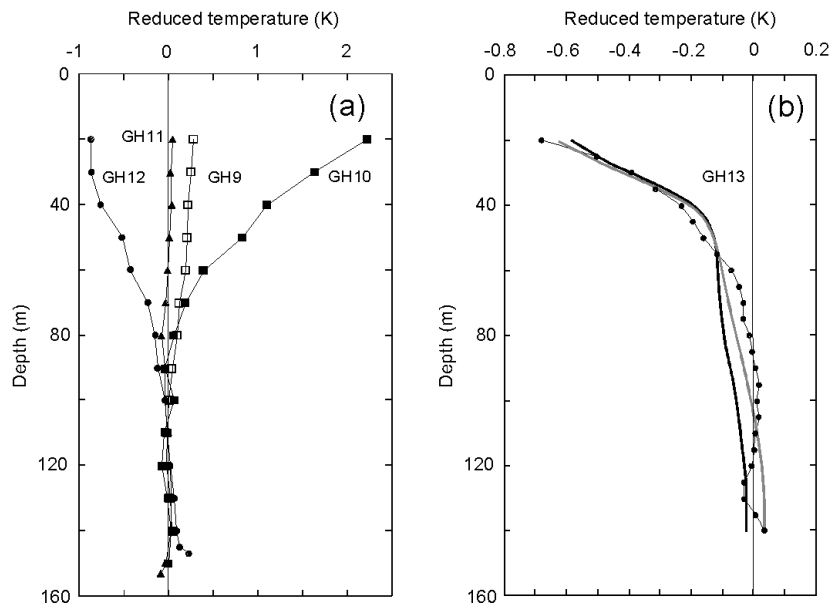 Reduced temperature (K)
-1 0 1 2
0
40
80
120
160
Depth (m)
(a)
GH11
GH12
GH9
GH10
Reduced temperature (K)
-0.8 -0.6 -0.4 -0.2 0 0.2
0
40
80
120
160
Depth (m)
(b)
GH13